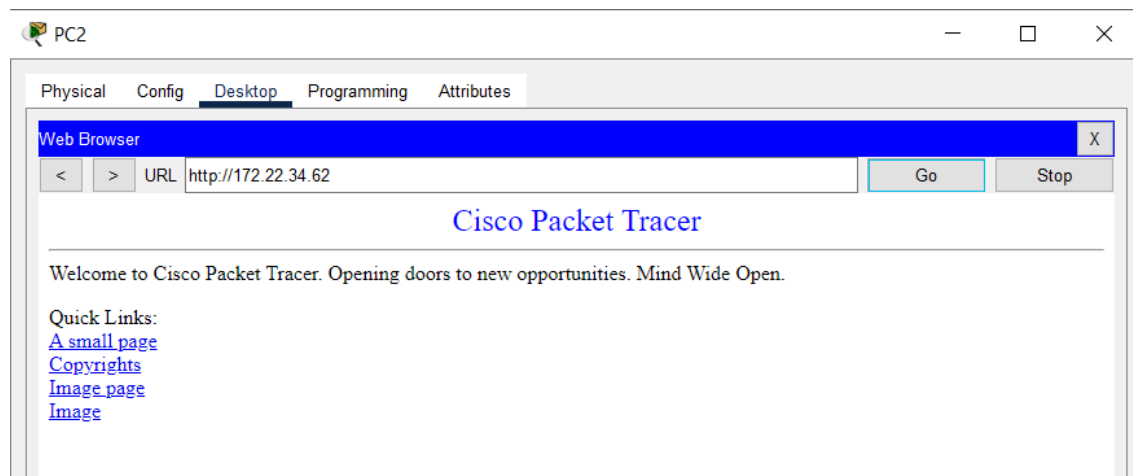 PC2
Physical Config Desktop Programming Attributes
Web Browser X
< > URL http://172.22.34.62 Go Stop
Cisco Packet Tracer
Welcome to Cisco Packet Tracer. Opening doors to new opportunities. Mind Wide Open.
Quick Links:
A small page
Copyrights
Image page
Image